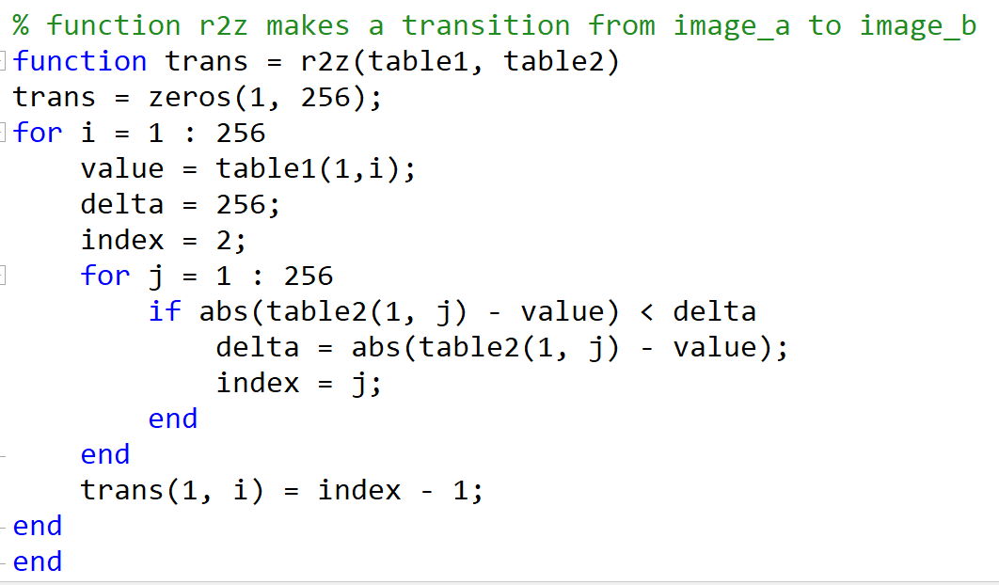 % function r2z makes a transition from image_a to image_b
function trans = r2z(table1, table2)
trans = zeros(1, 256);
for i = 1 : 256
    value = table1(1,i);
    delta = 256;
    index = 2;
    for j = 1 : 256
        if abs(table2(1, j) - value) < delta
            delta = abs(table2(1, j) - value);
            index = j;
        end
    end
    trans(1, i) = index - 1;
end
end